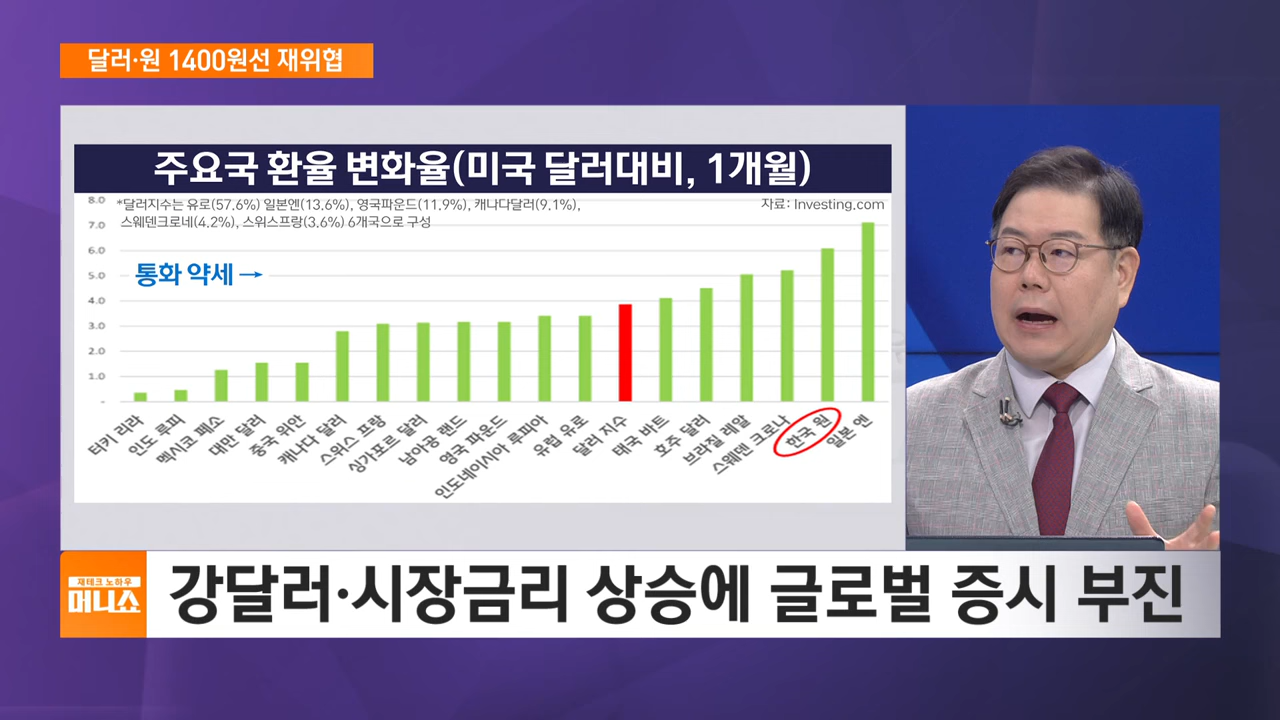 달러·원 1400원선 재위협
주요국 환율 변화율(미국 달러대비, 1개월)
*달러지수는 유로(57.6%) 일본엔(13.6%), 영국파운드(11.9%), 캐나다달러(9.1%),
스웨덴크로네(4.2%), 스위스프랑(3.6%) 6개국으로 구성
자료: Investing.com
통화 약세 →
8.0
7.0
6.0
5.0
4.0
3.0
2.0
1.0
-
터키 리라
인도 루피
멕시코 페소
대만 달러
중국 위안
캐나다 달러
스위스 프랑
싱가포르 달러
남아공 랜드
영국 파운드
인도네이시아 루피아
유럽 유로
달러 지수
태국 바트
호주 달러
브라질 레알
스웨덴 크로나
한국 원
일본 엔
재테크 노하우
머니쇼
강달러·시장금리 상승에 글로벌 증시 부진